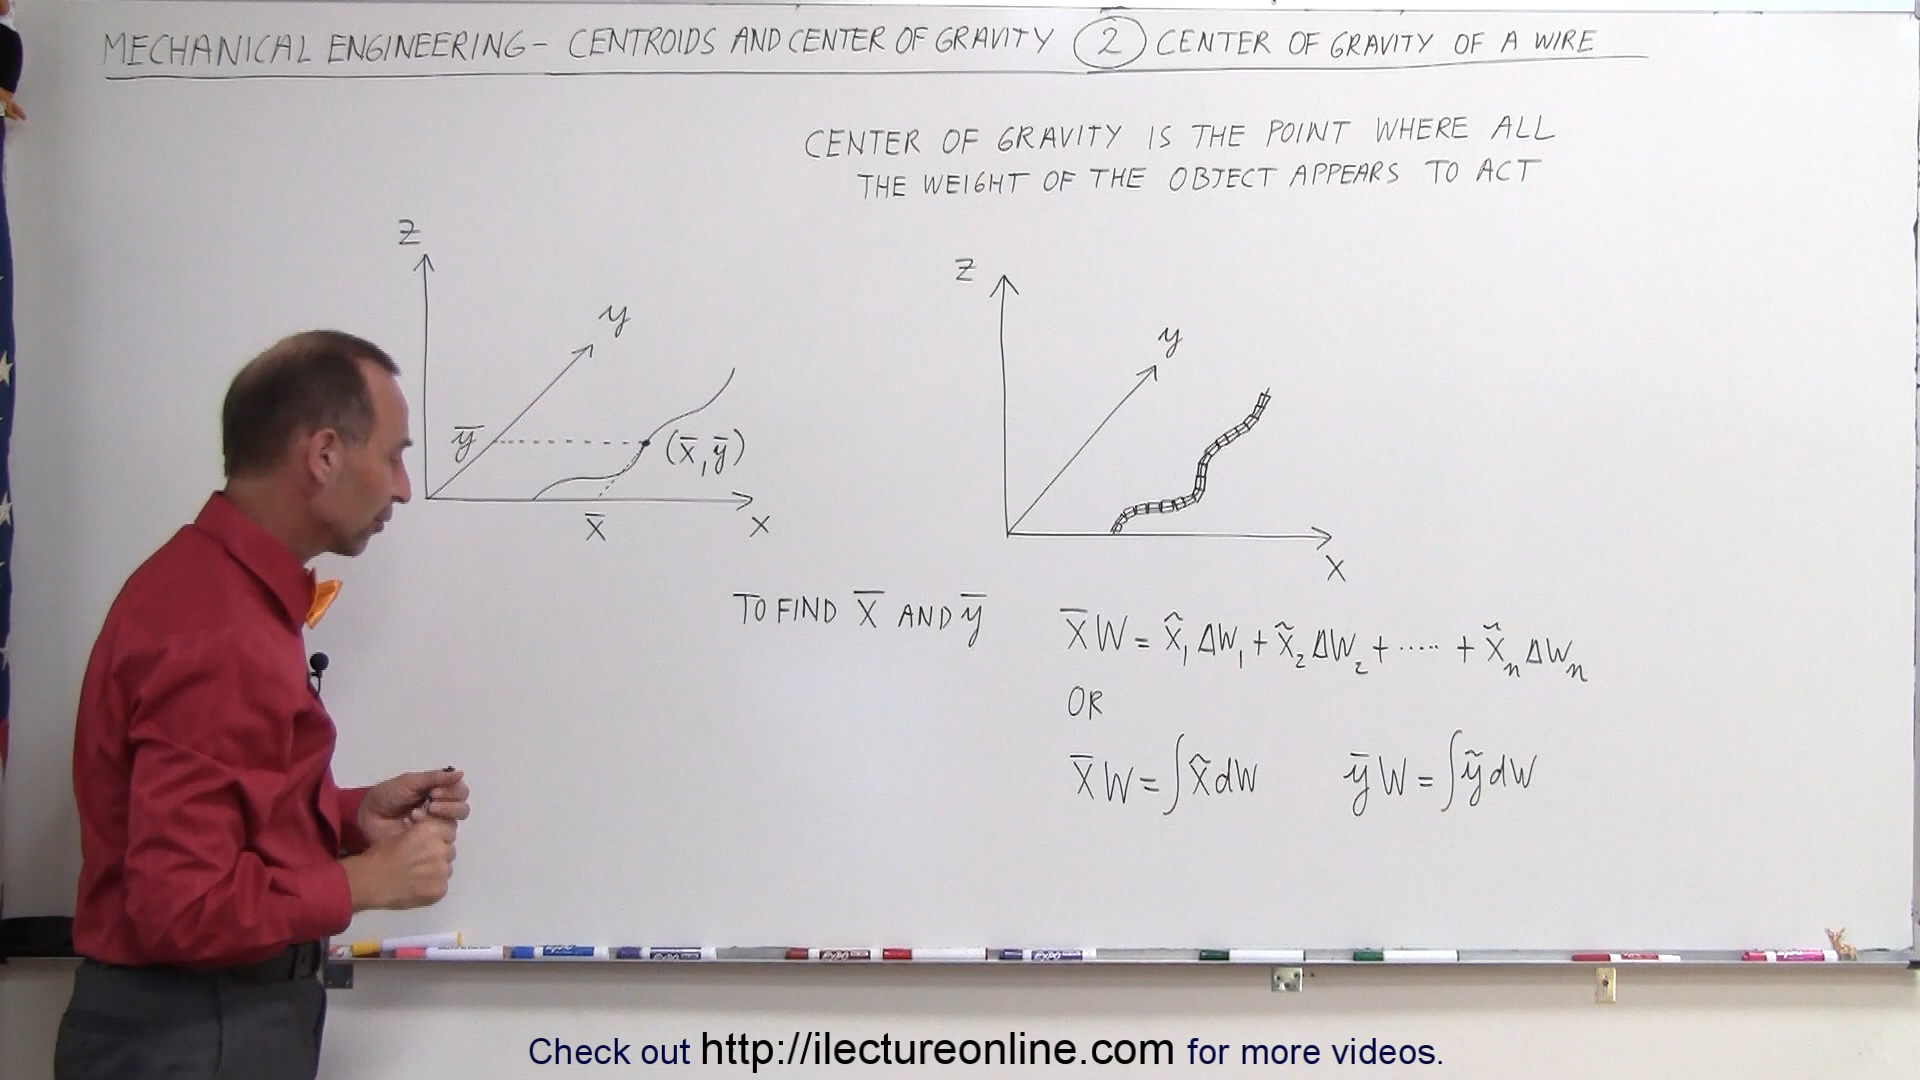 MECHANICAL ENGINEERING – CENTROIDS AND CENTER OF GRAVITY ② CENTER OF GRAVITY OF A WIRE
CENTER OF GRAVITY IS THE POINT WHERE ALL
THE WEIGHT OF THE OBJECT APPEARS TO ACT
Z
y
y̅
(x̅, y̅)
x̅
X
Z
y
X
TO FIND X̅ AND y̅
X̅W = x̂₁ΔW₁ + x̃₂ΔW₂ + ····· + x̃ₙΔWₙ
OR
X̅W = ∫x̃dW y̅W = ∫ỹdW
EXPO
EXPO
Check out http://ilectureonline.com for more videos.